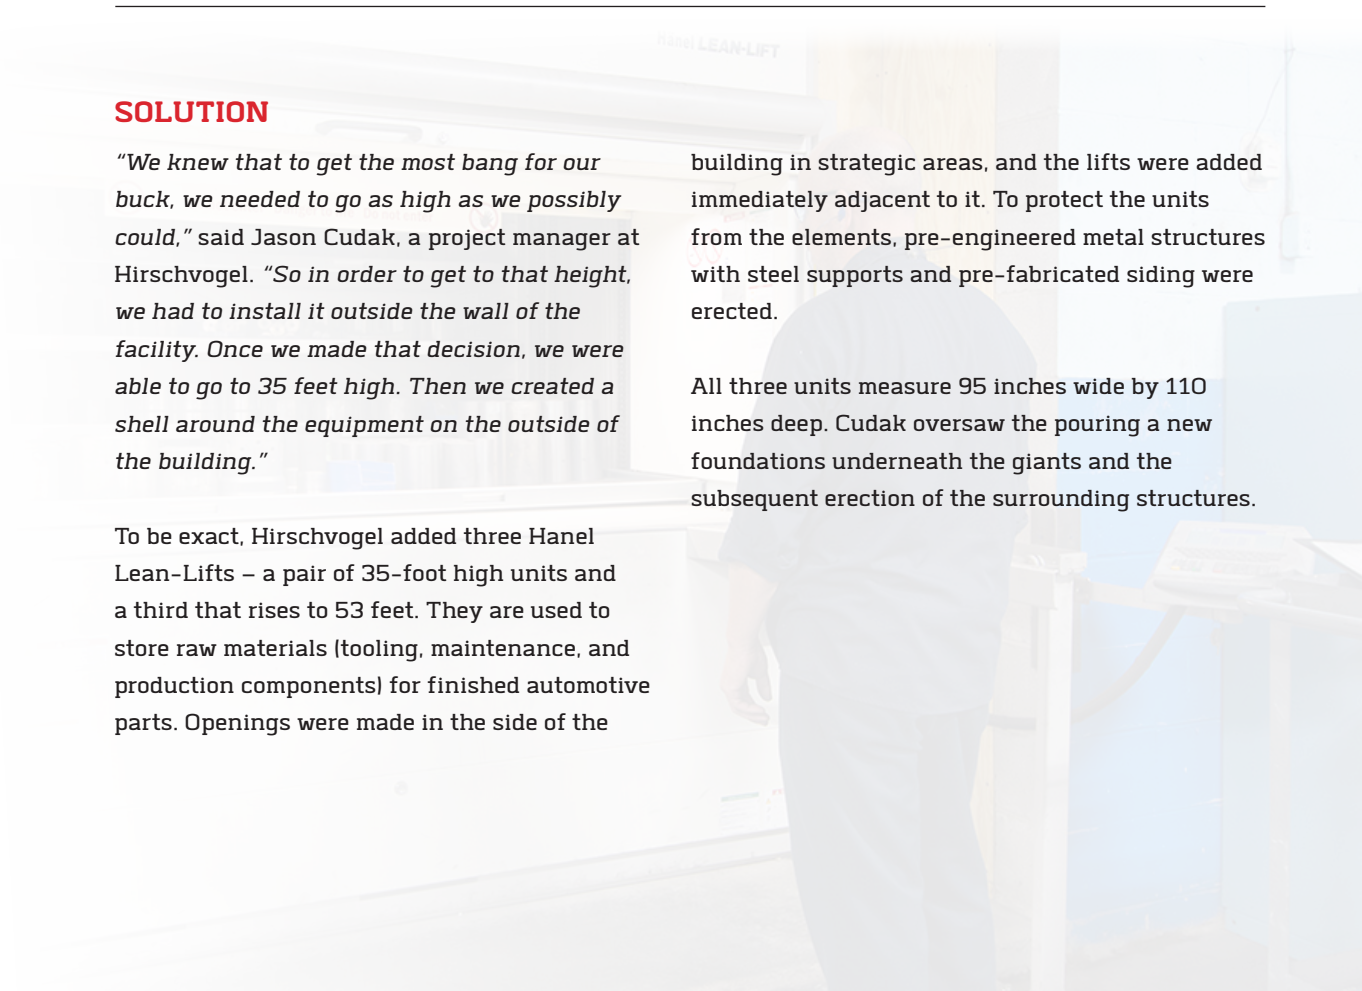 Hänel LEAN-LIFT
SOLUTION
“We knew that to get the most bang for our
buck, we needed to go as high as we possibly
could,” said Jason Cudak, a project manager at
Hirschvogel. “So in order to get to that height,
we had to install it outside the wall of the
facility. Once we made that decision, we were
able to go to 35 feet high. Then we created a
shell around the equipment on the outside of
the building.”
To be exact, Hirschvogel added three Hanel
Lean-Lifts – a pair of 35-foot high units and
a third that rises to 53 feet. They are used to
store raw materials (tooling, maintenance, and
production components) for finished automotive
parts. Openings were made in the side of the
building in strategic areas, and the lifts were added
immediately adjacent to it. To protect the units
from the elements, pre-engineered metal structures
with steel supports and pre-fabricated siding were
erected.
All three units measure 95 inches wide by 110
inches deep. Cudak oversaw the pouring a new
foundations underneath the giants and the
subsequent erection of the surrounding structures.